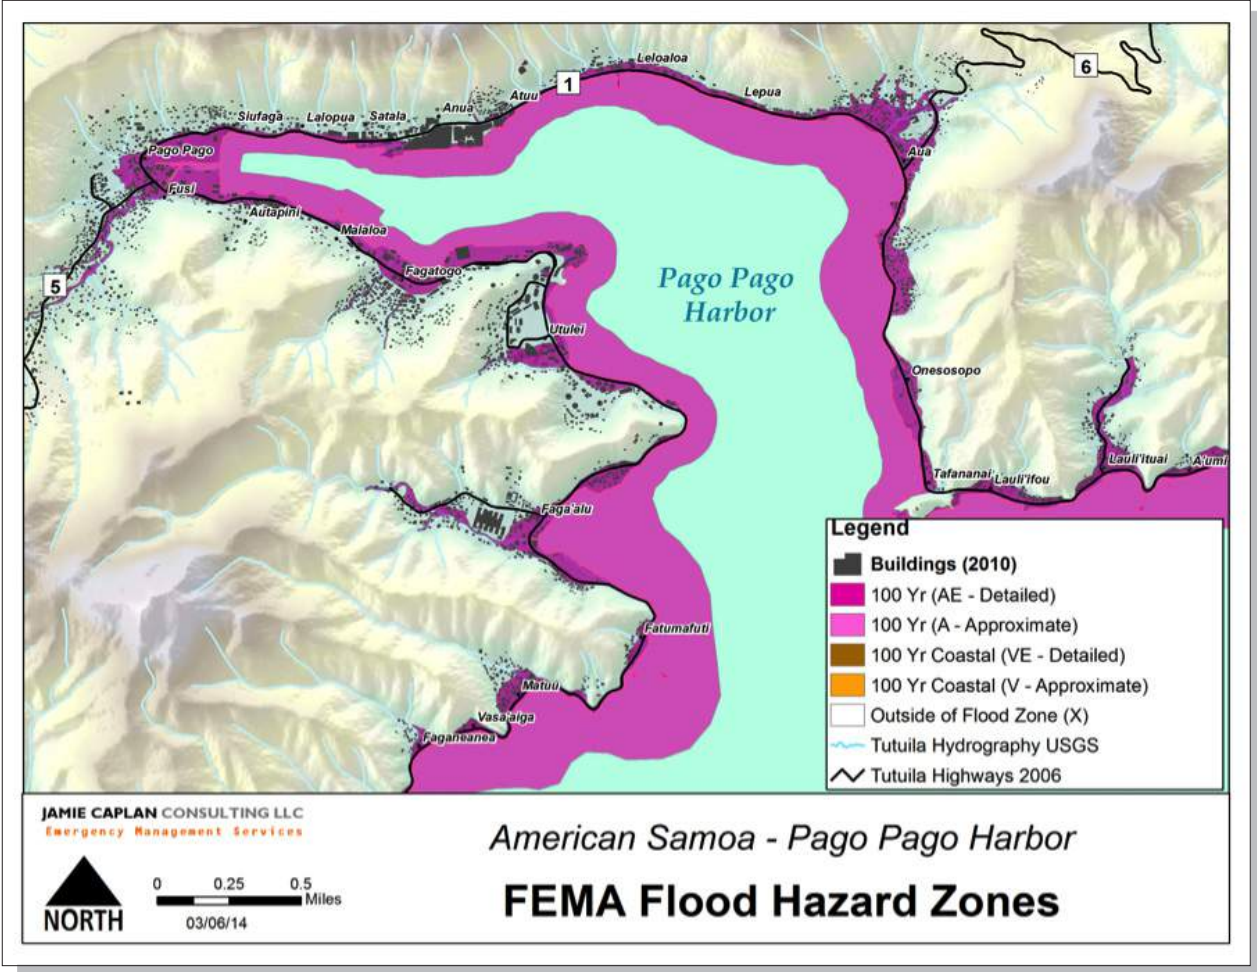 Leloaloa
6
1
Atuu
Lepua
Anua
Siufaga
Lalopua
Satala
Pago Pago
Aua
Fusi
Autapini
Malaloa
Fagatogo
5
Pago Pago
Harbor
Utulei
Onesosopo
Lauli'ituai
A'umi
Tafananai
Lauli'ifou
Faga'alu
Fatumafuti
Matuu
Vasa'aiga
Faganeanea
Legend
Buildings (2010)
100 Yr (AE - Detailed)
100 Yr (A - Approximate)
100 Yr Coastal (VE - Detailed)
100 Yr Coastal (V - Approximate)
Outside of Flood Zone (X)
Tutuila Hydrography USGS
Tutuila Highways 2006
JAMIE CAPLAN CONSULTING LLC
Emergency Management Services
NORTH
0 0.25 0.5
Miles
03/06/14
American Samoa - Pago Pago Harbor
FEMA Flood Hazard Zones